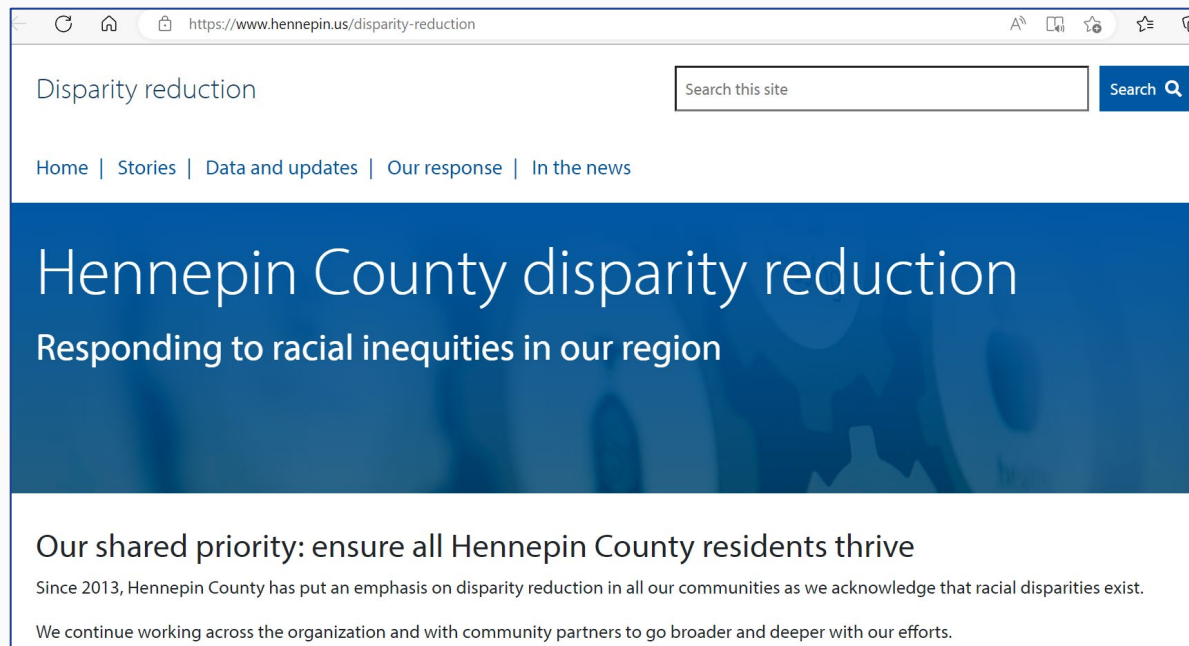 https://www.hennepin.us/disparity-reduction
Disparity reduction
Search this site
Search
Home | Stories | Data and updates | Our response | In the news
Hennepin County disparity reduction
Responding to racial inequities in our region
Our shared priority: ensure all Hennepin County residents thrive
Since 2013, Hennepin County has put an emphasis on disparity reduction in all our communities as we acknowledge that racial disparities exist.
We continue working across the organization and with community partners to go broader and deeper with our efforts.